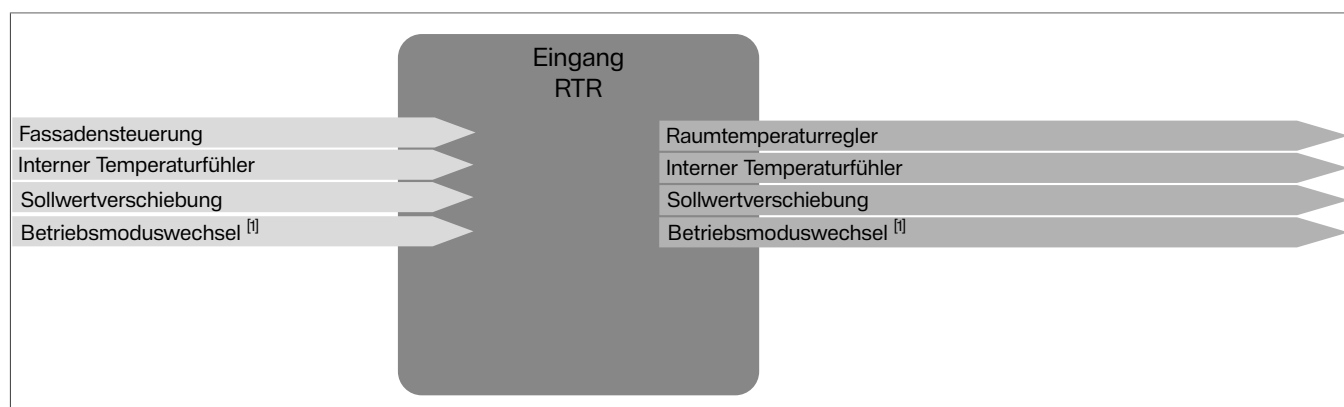 Eingang
RTR
Fassadensteuerung
Interner Temperaturfühler
Sollwertverschiebung
Betriebsmoduswechsel [1]
Raumtemperaturregler
Interner Temperaturfühler
Sollwertverschiebung
Betriebsmoduswechsel [1]